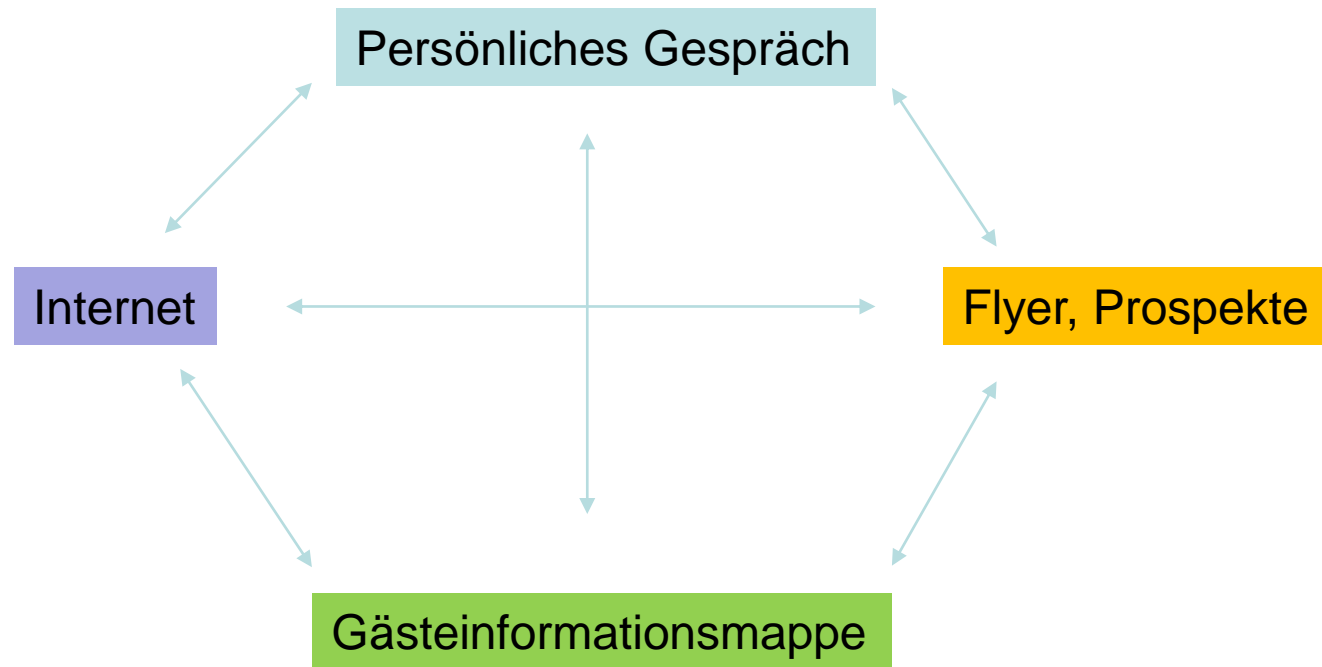 Persönliches Gespräch
Internet
Flyer, Prospekte
Gästeinformationsmappe